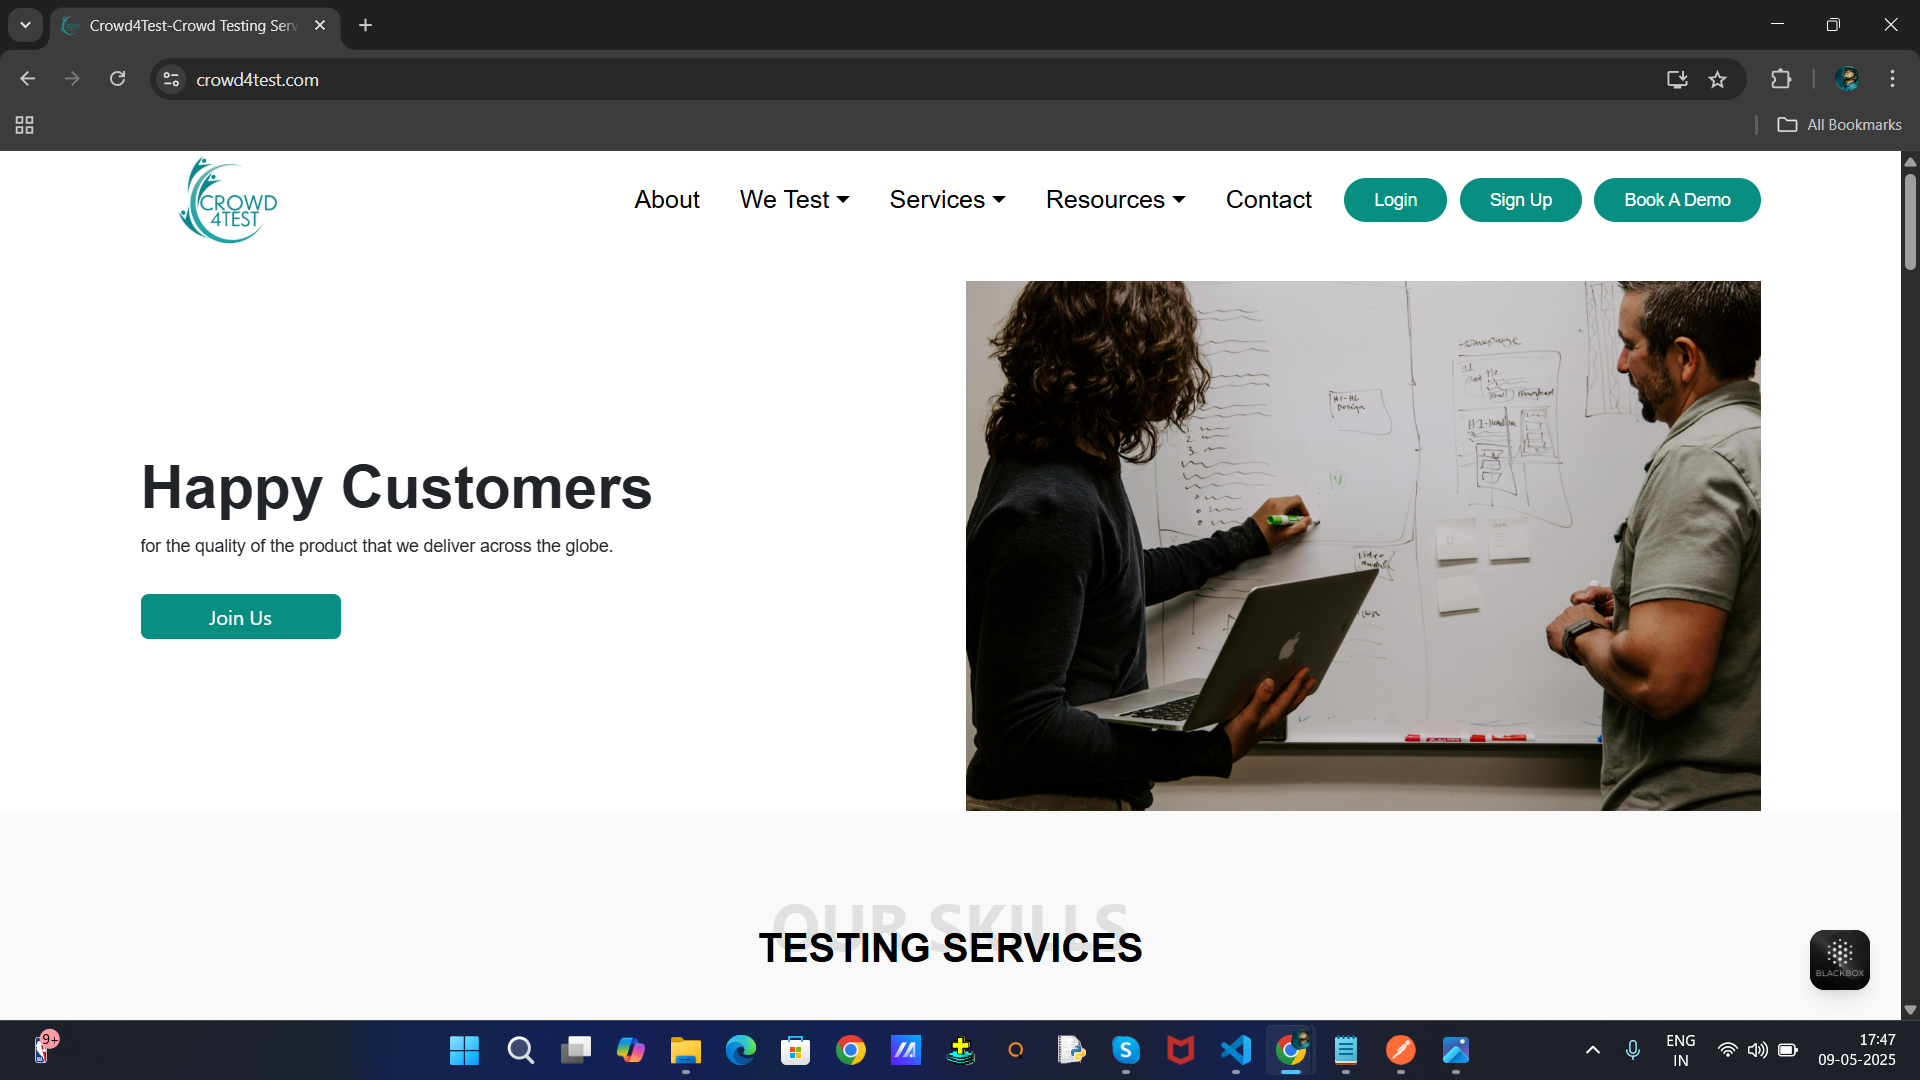 Crowd4Test-Crowd Testing Serv
crowd4test.com
All Bookmarks
CROWD
4TEST
About
We Test
Services
Resources
Contact
Login
Sign Up
Book A Demo
Homepage
Happy Customers
for the quality of the product that we deliver across the globe.
Join Us
OUR SKILLS
TESTING SERVICES
BLACKBOX
9+
ENG
IN
17:47
09-05-2025